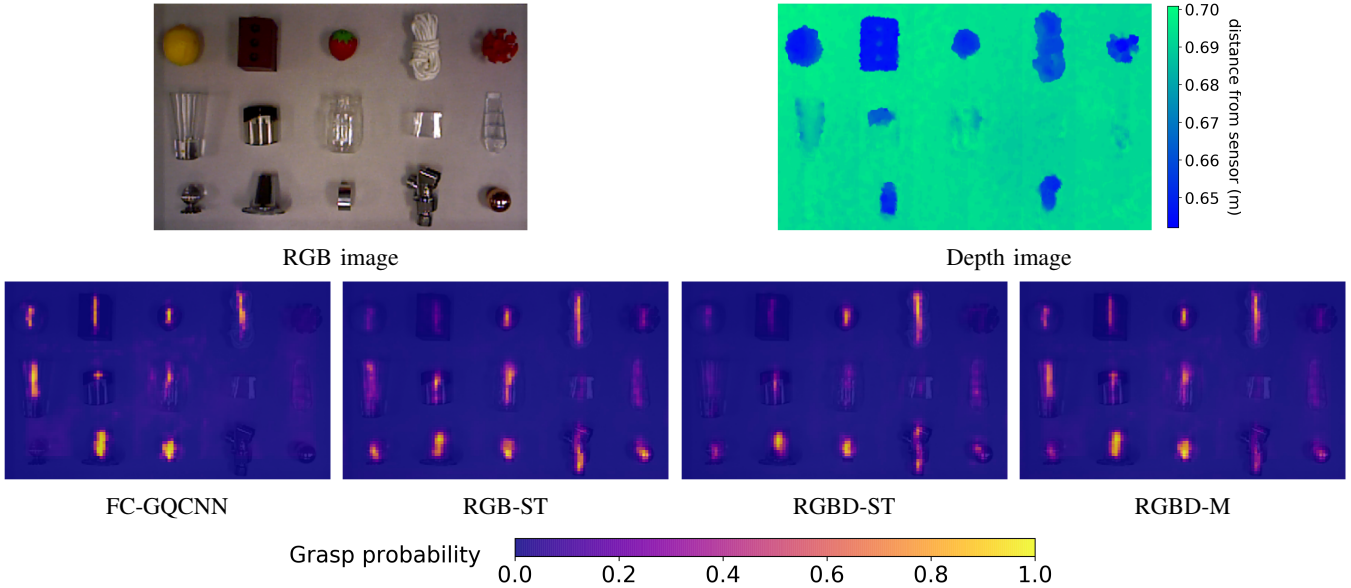 RGB image
Depth image
0.70
0.69
0.68
0.67
0.66
0.65
distance from sensor (m)
FC-GQCNN
RGB-ST
RGBD-ST
RGBD-M
Grasp probability
0.0
0.2
0.4
0.6
0.8
1.0